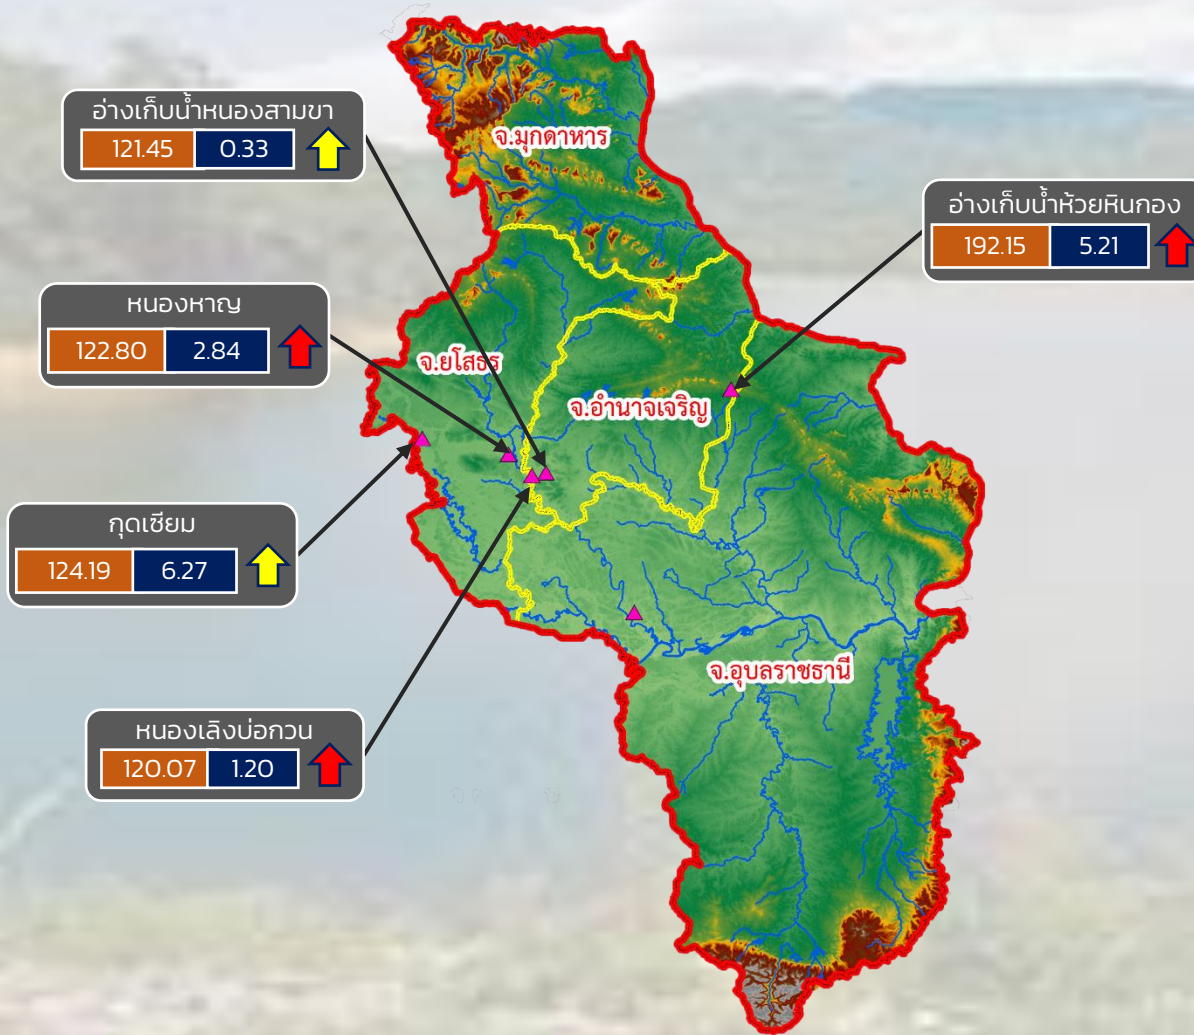 อ่างเก็บน้ำหนองสามขา
121.45 0.33
จ.มุกดาหาร
อ่างเก็บน้ำห้วยหินกอง
192.15 5.21
หนองหาญ
122.80 2.84
จ.ยโสธร
จ.อำนาจเจริญ
กุดเซียม
124.19 6.27
จ.อุบลราชธานี
หนองเลิงบ่อกวน
120.07 1.20